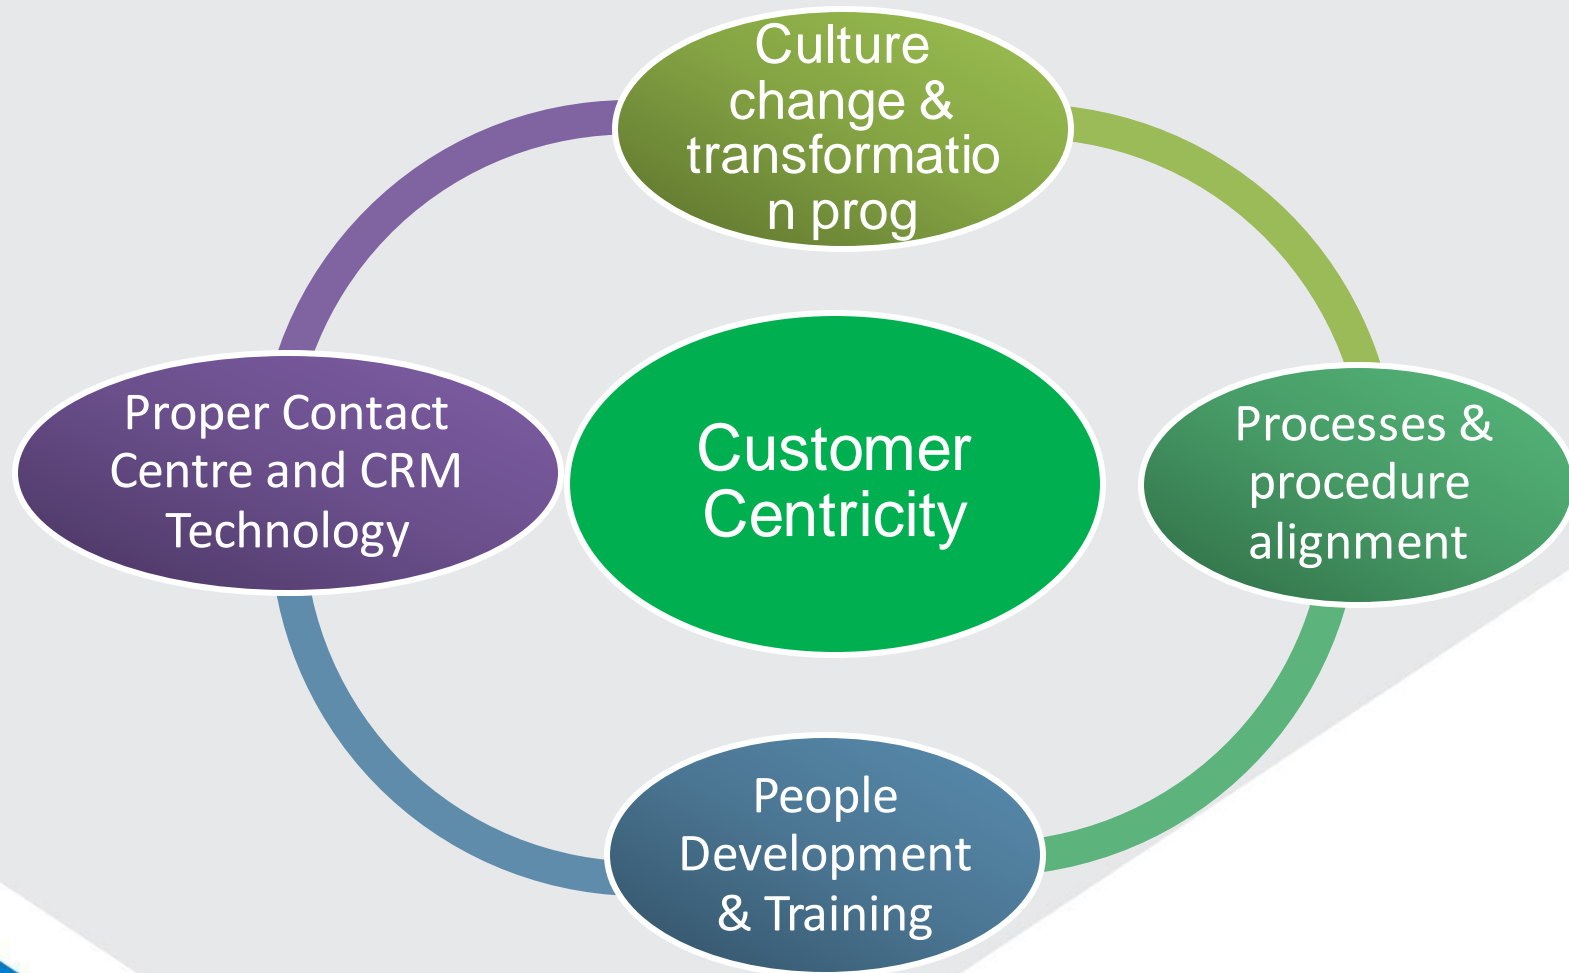 Culture
change &
transformatio
n prog
Proper Contact
Centre and CRM
Technology
Customer
Centricity
Processes &
procedure
alignment
People
Development
& Training